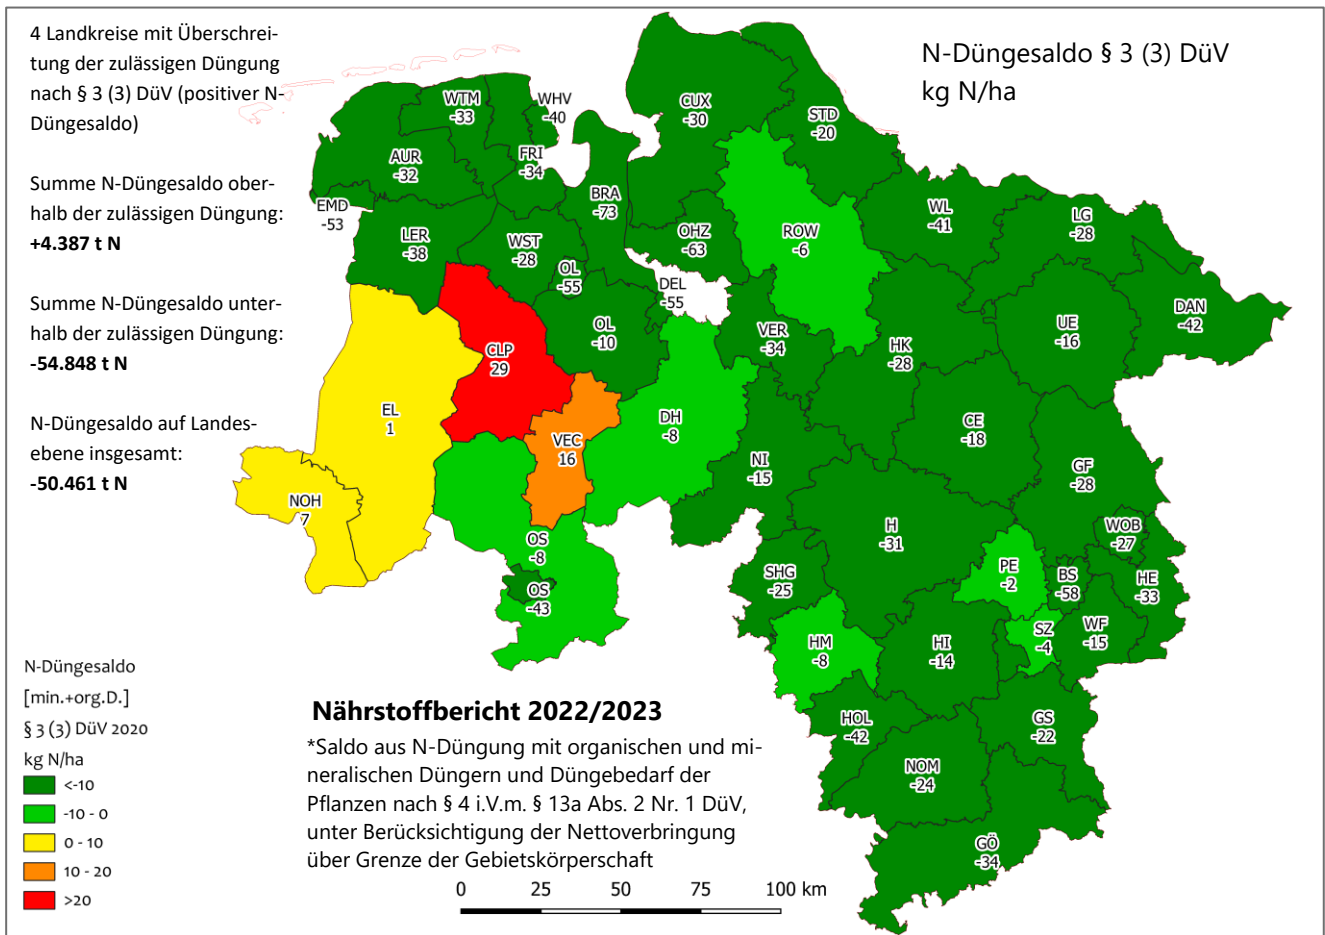 4 Landkreise mit Überschrei-
tung der zulässigen Düngung
nach § 3 (3) DüV (positiver N-
Düngesaldo)
Summe N-Düngesaldo ober-
halb der zulässigen Düngung:
+4.387 t N
Summe N-Düngesaldo unter-
halb der zulässigen Düngung:
-54.848 t N
N-Düngesaldo auf Landes-
ebene insgesamt:
-50.461 t N
N-Düngesaldo § 3 (3) DüV
kg N/ha
WTM
-33
WHV
-40
CUX
-30
STD
-20
AUR
-32
FRI
-34
EMD
-53
BRA
-73
LER
-38
WST
-28
OHZ
-63
ROW
-6
WL
-41
LG
-28
OL
-55
DEL
-55
OL
-10
VER
-34
HK
-28
UE
-16
DAN
-42
CLP
29
EL
1
VEC
16
DH
-8
NI
-15
CE
-18
GF
-28
NOH
7
OS
-8
OS
-43
H
-31
WOB
-27
SHG
-25
PE
-2
BS
-58
HE
-33
HM
-8
HI
-14
SZ
-4
WF
-15
HOL
-42
GS
-22
NOM
-24
GÖ
-34
N-Düngesaldo
[min.+org.D.]
§ 3 (3) DüV 2020
kg N/ha
<-10
-10 - 0
0 - 10
10 - 20
>20
Nährstoffbericht 2022/2023
*Saldo aus N-Düngung mit organischen und mi-
neralischen Düngern und Düngebedarf der
Pflanzen nach § 4 i.V.m. § 13a Abs. 2 Nr. 1 DüV,
unter Berücksichtigung der Nettoverbringung
über Grenze der Gebietskörperschaft
0 25 50 75 100 km